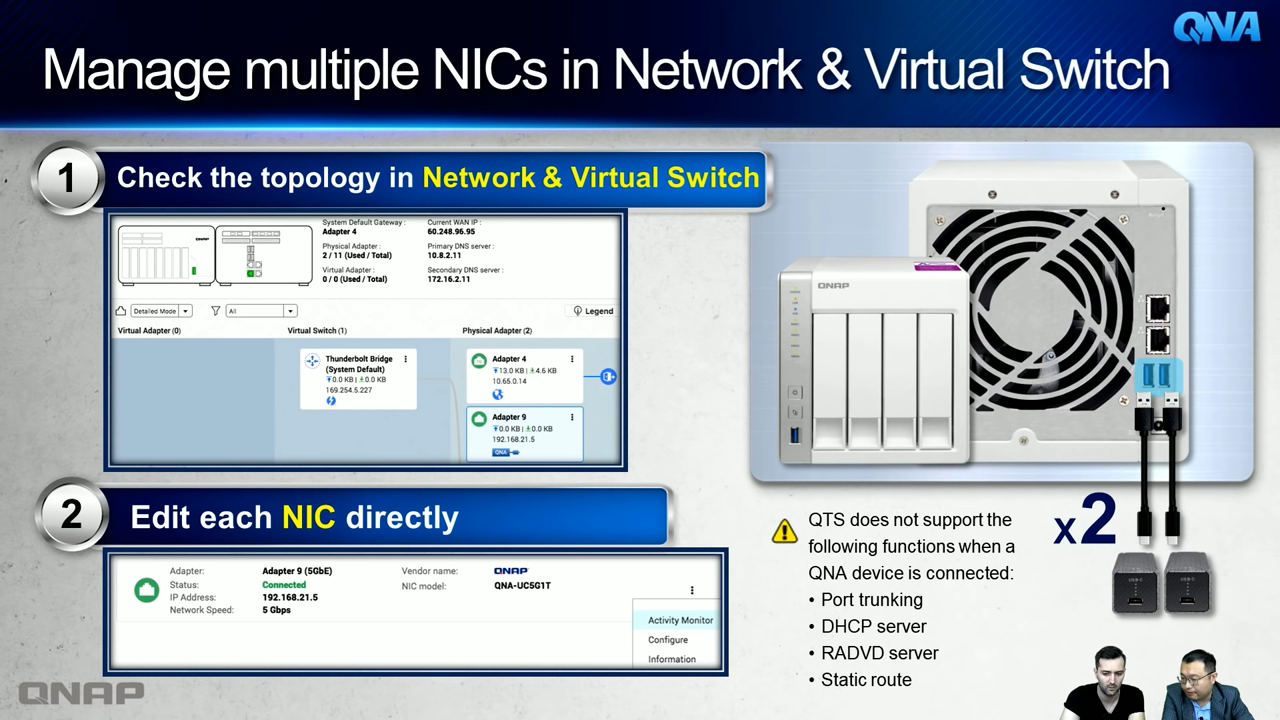 QNA
Manage multiple NICs in Network & Virtual Switch
1
Check the topology in Network & Virtual Switch
QNAP
System Default Gateway :
Adapter 4
Physical Adapter :
2 / 11 (Used / Total)
Virtual Adapter :
0 / 0 (Used / Total)
Current WAN IP :
60.248.96.95
Primary DNS server :
10.8.2.11
Secondary DNS server :
172.16.2.11
Detailed Mode
All
Legend
Virtual Adapter (0)
Virtual Switch (1)
Physical Adapter (2)
Thunderbolt Bridge
(System Default)
0.0 KB | 0.0 KB
169.254.5.227
Adapter 4
13.0 KB | 4.6 KB
10.65.0.14
Adapter 9
0.0 KB | 0.0 KB
192.168.21.5
QNA
2
Edit each NIC directly
Adapter: Adapter 9 (5GbE)
Status: Connected
IP Address: 192.168.21.5
Network Speed: 5 Gbps
Vendor name: QNAP
NIC model: QNA-UC5G1T
Activity Monitor
Configure
Information
QNAP
QNAP
x2
USB-C
USB-C
QTS does not support the
following functions when a
QNA device is connected:
• Port trunking
• DHCP server
• RADVD server
• Static route